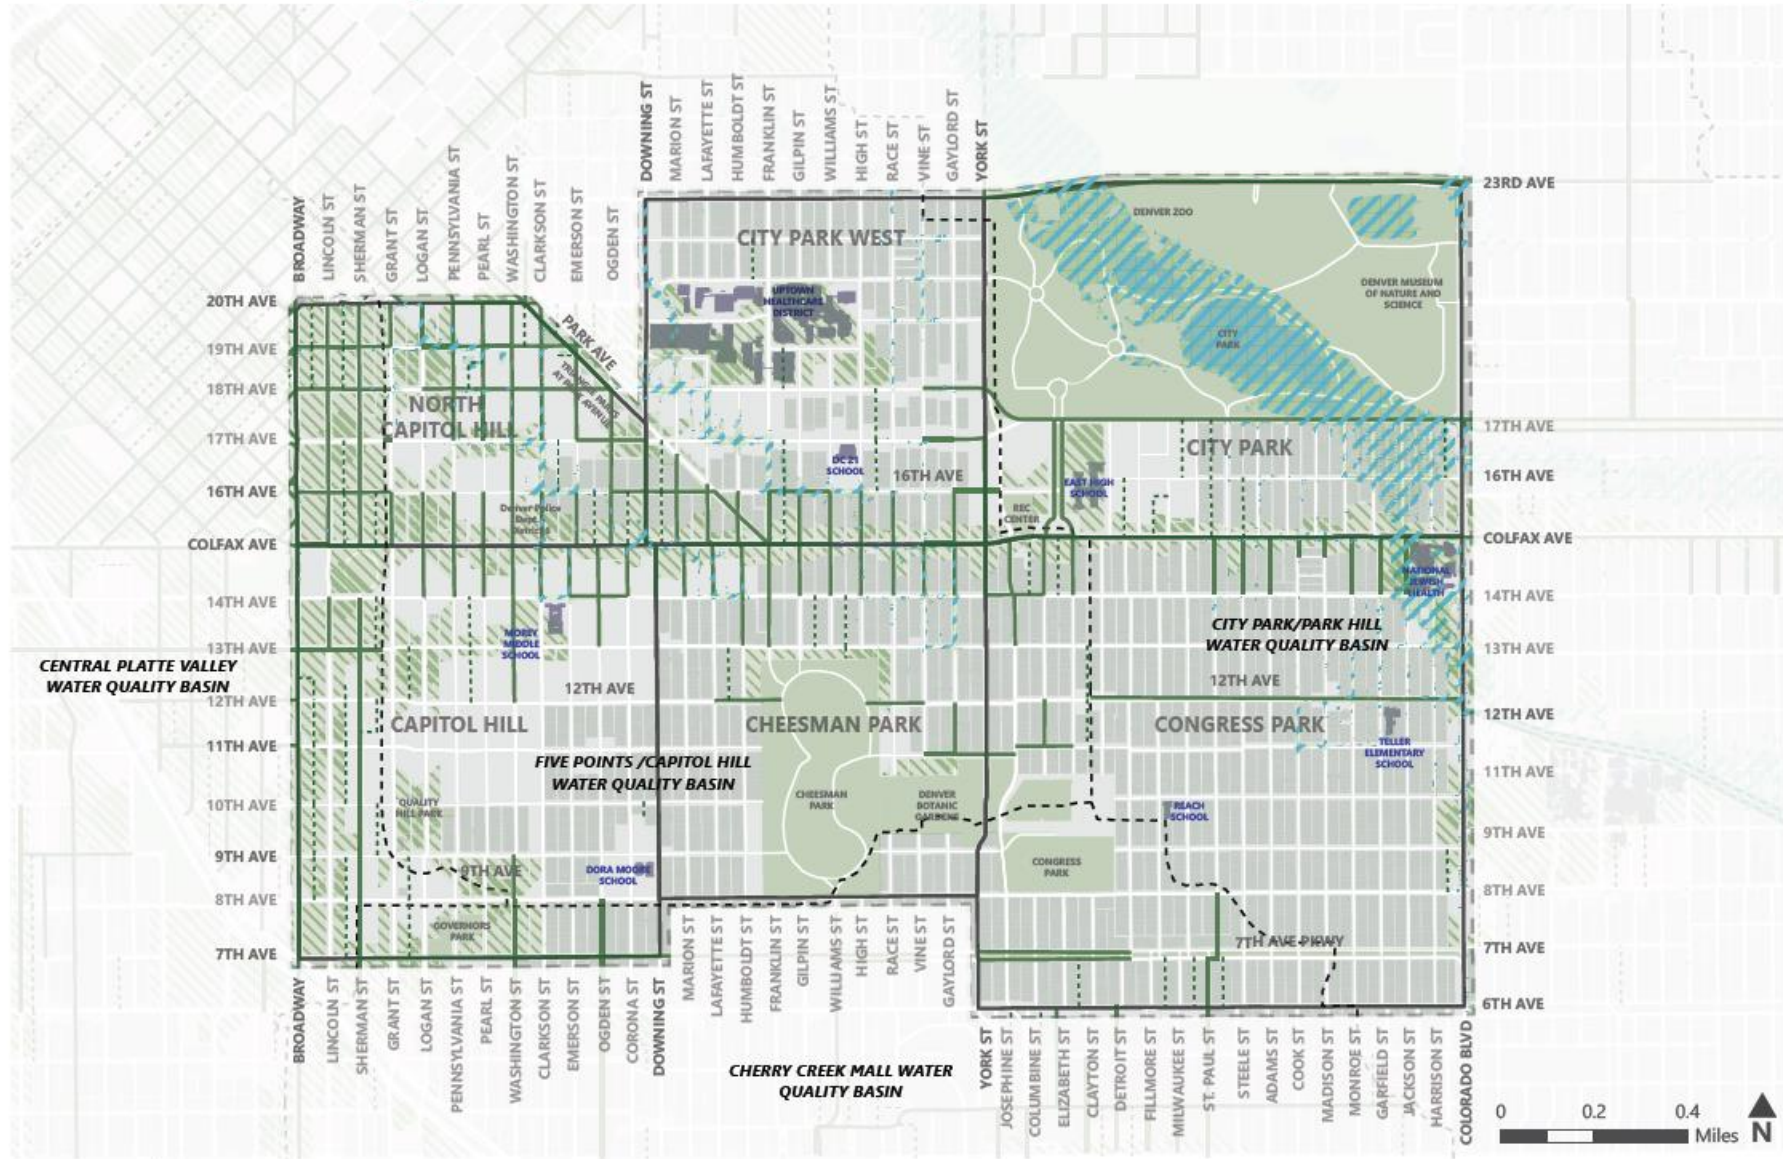 DOWNING ST
MARION ST
LAFAYETTE ST
HUMBOLDT ST
FRANKLIN ST
GILPIN ST
WILLIAMS ST
HIGH ST
RACE ST
VINE ST
GAYLORD ST
YORK ST
BROADWAY
LINCOLN ST
SHERMAN ST
GRANT ST
LOGAN ST
PENNSYLVANIA ST
PEARL ST
WASHINGTON ST
CLARKSON ST
EMERSON ST
OGDEN ST
20TH AVE
19TH AVE
18TH AVE
17TH AVE
16TH AVE
COLFAX AVE
14TH AVE
13TH AVE
12TH AVE
11TH AVE
10TH AVE
9TH AVE
8TH AVE
7TH AVE
23RD AVE
17TH AVE
16TH AVE
COLFAX AVE
14TH AVE
13TH AVE
12TH AVE
11TH AVE
9TH AVE
8TH AVE
7TH AVE
6TH AVE
CITY PARK WEST
UPTOWN
HEALTHCARE
DISTRICT
DENVER ZOO
DENVER MUSEUM
OF NATURE AND
SCIENCE
CITY
PARK
PARK AVE
TRIANGLE PARKS
AT PARK AVENUE
NORTH
CAPITOL HILL
DC 21
SCHOOL
16TH AVE
CITY PARK
EAST HIGH
SCHOOL
REC
CENTER
Denver Police
Dept.
NATIONAL
JEWISH
HEALTH
MOREY
MIDDLE
SCHOOL
CITY PARK/PARK HILL
WATER QUALITY BASIN
CENTRAL PLATTE VALLEY
WATER QUALITY BASIN
12TH AVE
12TH AVE
CAPITOL HILL
CHEESMAN PARK
CONGRESS PARK
TELLER
ELEMENTARY
SCHOOL
FIVE POINTS /CAPITOL HILL
WATER QUALITY BASIN
QUALITY
HILL PARK
CHEESMAN
PARK
DENVER
BOTANIC
GARDENS
REACH
SCHOOL
9TH AVE
DORA MOORE
SCHOOL
CONGRESS
PARK
GOVERNORS
PARK
7TH AVE PKWY
MARION ST
LAFAYETTE ST
HUMBOLDT ST
FRANKLIN ST
GILPIN ST
WILLIAMS ST
HIGH ST
RACE ST
VINE ST
GAYLORD ST
BROADWAY
LINCOLN ST
SHERMAN ST
GRANT ST
LOGAN ST
PENNSYLVANIA ST
PEARL ST
WASHINGTON ST
CLARKSON ST
EMERSON ST
OGDEN ST
CORONA ST
DOWNING ST
YORK ST
JOSEPHINE ST
COLUMBINE ST
ELIZABETH ST
CLAYTON ST
DETROIT ST
FILLMORE ST
MILWAUKEE ST
ST. PAUL ST
STEELE ST
ADAMS ST
COOK ST
MADISON ST
MONROE ST
GARFIELD ST
JACKSON ST
HARRISON ST
COLORADO BLVD
CHERRY CREEK MALL WATER
QUALITY BASIN
0 0.2 0.4
Miles
N